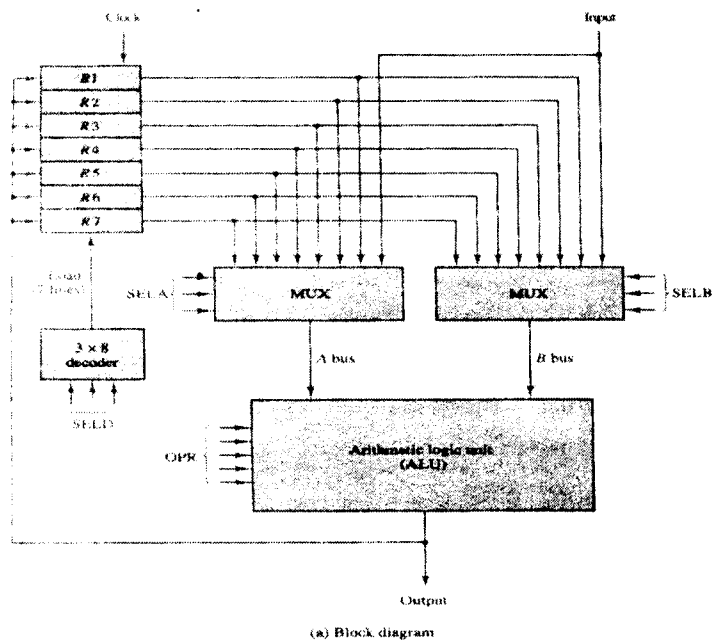 Clock
Input
R1
R2
R3
R4
R5
R6
R7
Load
(7 lines)
SELA
MUX
MUX
SELB
3 × 8
decoder
A bus
B bus
SELD
OPR
Arithmetic logic unit
(ALU)
Output
(a) Block diagram